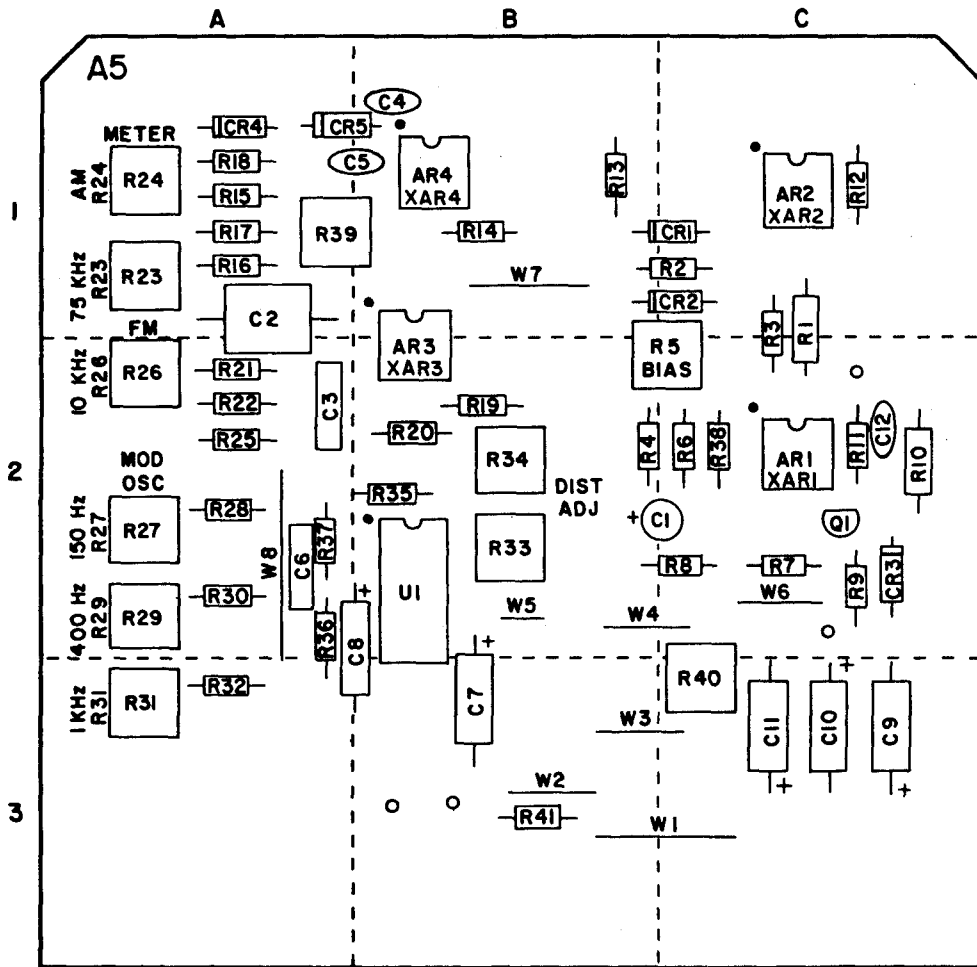 A B C
A5
C4
METER CR4 CR5
AM R24 R24 R18 C5 AR4 XAR4 R13 AR2 XAR2 R12
R15
1
R17 R39 R14 CR1
75 KHz R23 R23 R16 W7 R2
C2 CR2
FM R3 R1
10 KHz R26 R26 R21 C3 AR3 XAR3 R5 BIAS
R22 R19
R25 R20 R34 R4 R6 R38 AR1 XAR1 R11 C12 R10
2
MOD OSC
R35 DIST ADJ
150 Hz R27 R27 R28 W8 C6 R37 + C1 Q1
R33
U1 R8 R7 R9 CR3
400 Hz R29 R29 R30 + W5 W4 W6
R36 C8 +
1 KHz R31 R31 R32 C7 R40 C11 + C10 C9
W3
+ +
W2
3
R41 W1